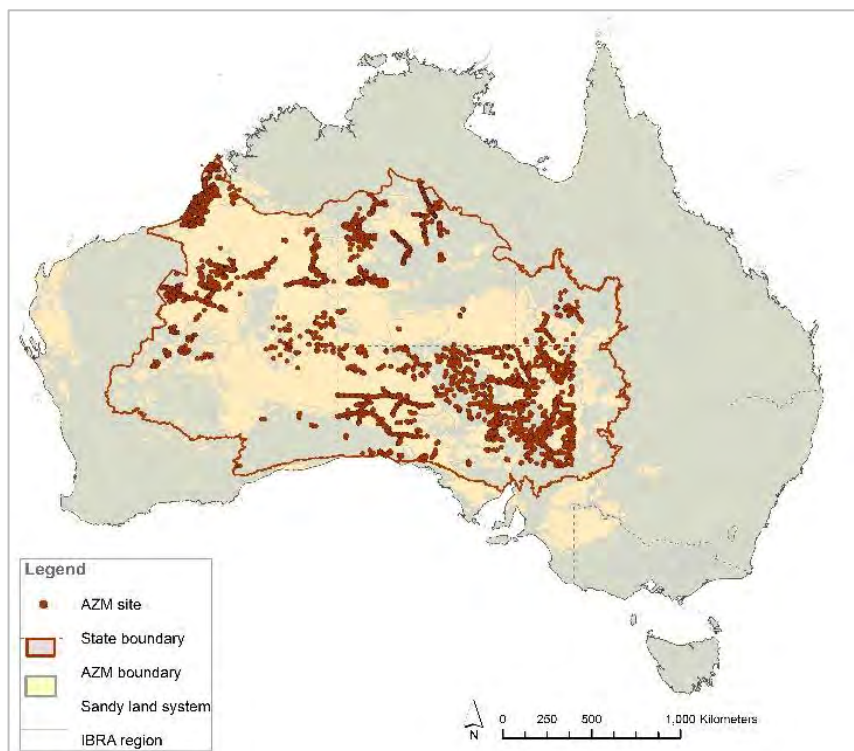 Legend
AZM site
State boundary
AZM boundary
Sandy land system
IBRA region
N
0 250 500 1,000 Kilometers